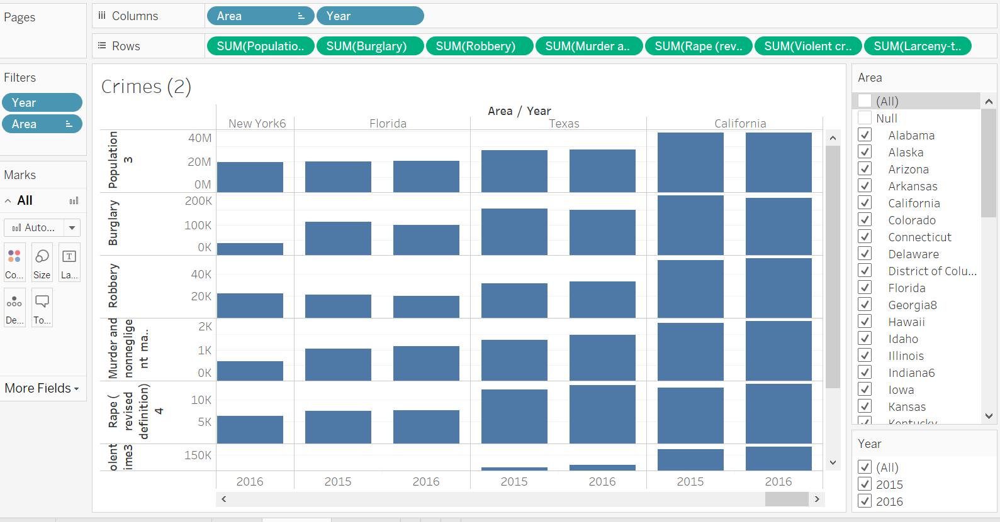 Pages
Columns
Area
Year
Rows
SUM(Populatio..
SUM(Burglary)
SUM(Robbery)
SUM(Murder a..
SUM(Rape (rev..
SUM(Violent cr..
SUM(Larceny-t..
Filters
Year
Area
Marks
All
Auto...
Co...
Size
La...
De...
To...
More Fields
Crimes (2)
Area / Year
New York6
Florida
Texas
California
Population
3
40M
20M
0M
Burglary
200K
100K
0K
Robbery
40K
20K
Murder and
nonneglige
nt ma..
2K
1K
0K
Rape (
revised
definition)
4
10K
5K
olent
ime3
150K
2016
2015
2016
2015
2016
2015
2016
Area
(All)
Null
Alabama
Alaska
Arizona
Arkansas
California
Colorado
Connecticut
Delaware
District of Colu...
Florida
Georgia8
Hawaii
Idaho
Illinois
Indiana6
Iowa
Kansas
Kentucky
Year
(All)
2015
2016